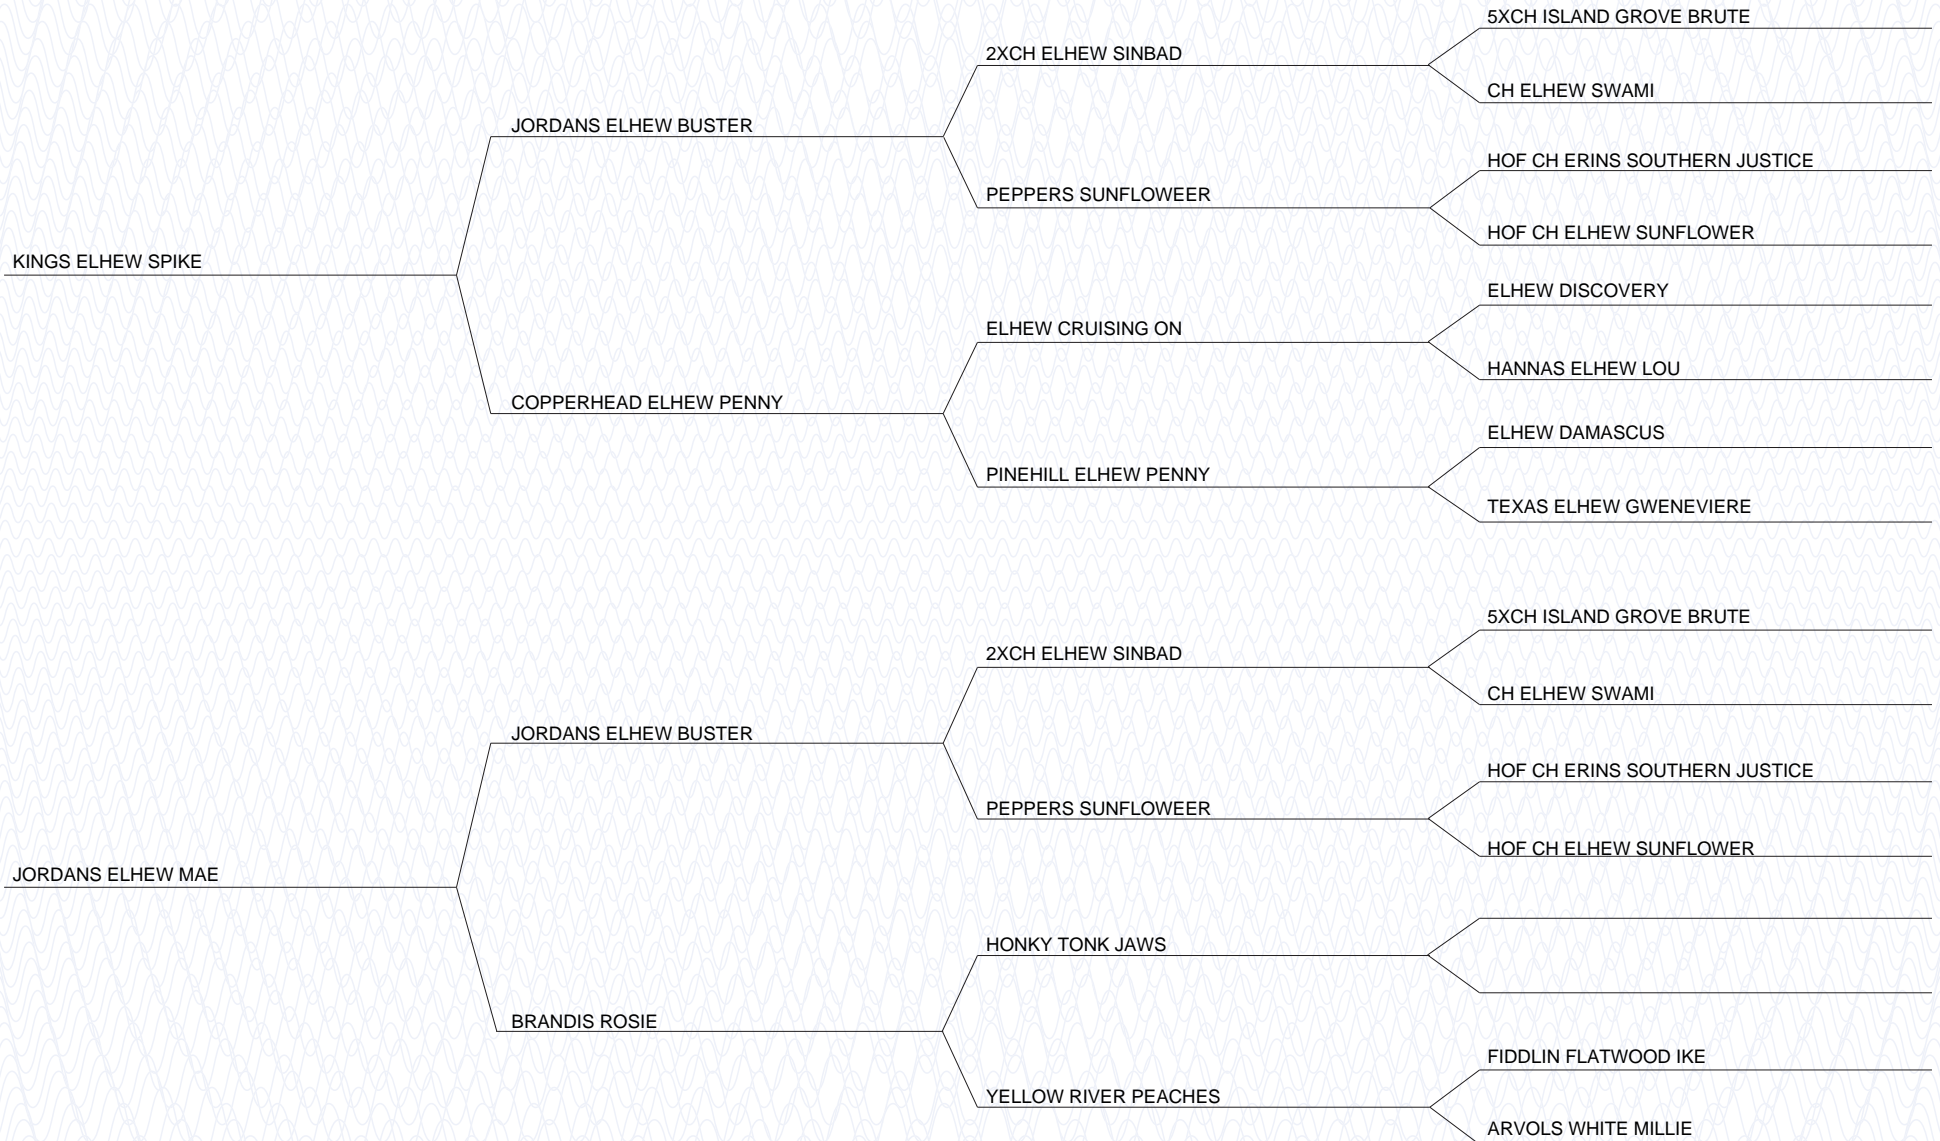 5XCH ISLAND GROVE BRUTE
2XCH ELHEW SINBAD
CH ELHEW SWAMI
JORDANS ELHEW BUSTER
HOF CH ERINS SOUTHERN JUSTICE
PEPPERS SUNFLOWEER
HOF CH ELHEW SUNFLOWER
KINGS ELHEW SPIKE
ELHEW DISCOVERY
ELHEW CRUISING ON
HANNAS ELHEW LOU
COPPERHEAD ELHEW PENNY
ELHEW DAMASCUS
PINEHILL ELHEW PENNY
TEXAS ELHEW GWENEVIERE
5XCH ISLAND GROVE BRUTE
2XCH ELHEW SINBAD
CH ELHEW SWAMI
JORDANS ELHEW BUSTER
HOF CH ERINS SOUTHERN JUSTICE
PEPPERS SUNFLOWEER
HOF CH ELHEW SUNFLOWER
JORDANS ELHEW MAE
HONKY TONK JAWS
BRANDIS ROSIE
FIDDLIN FLATWOOD IKE
YELLOW RIVER PEACHES
ARVOLS WHITE MILLIE